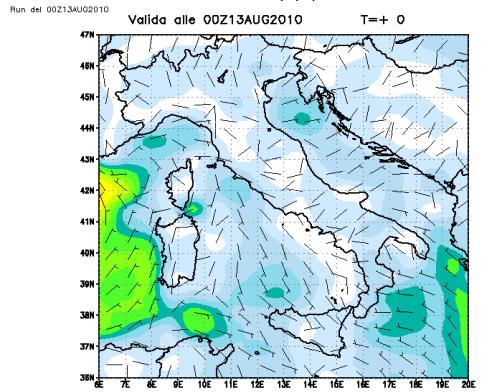 Run del 00Z13AUG2010
Valida alle 00Z13AUG2010 T=+ 0
47N
46N
45N
44N
43N
42N
41N
40N
39N
38N
37N
36N
6E 7E 8E 9E 10E 11E 12E 13E 14E 15E 16E 17E 18E 19E 20E